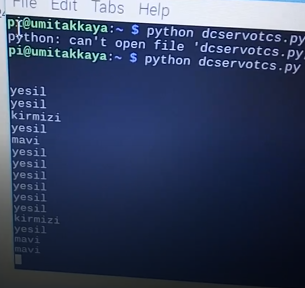 File Edit Tabs Help
pi@umitakkaya:~ $ python dcservotcs.py
python: can't open file 'dcservotcs.py
pi@umitakkaya:~ $ python dcservotcs.py
yesil
yesil
kirmizi
yesil
mavi
yesil
yesil
yesil
yesil
yesil
yesil
kirmizi
yesil
mavi
mavi